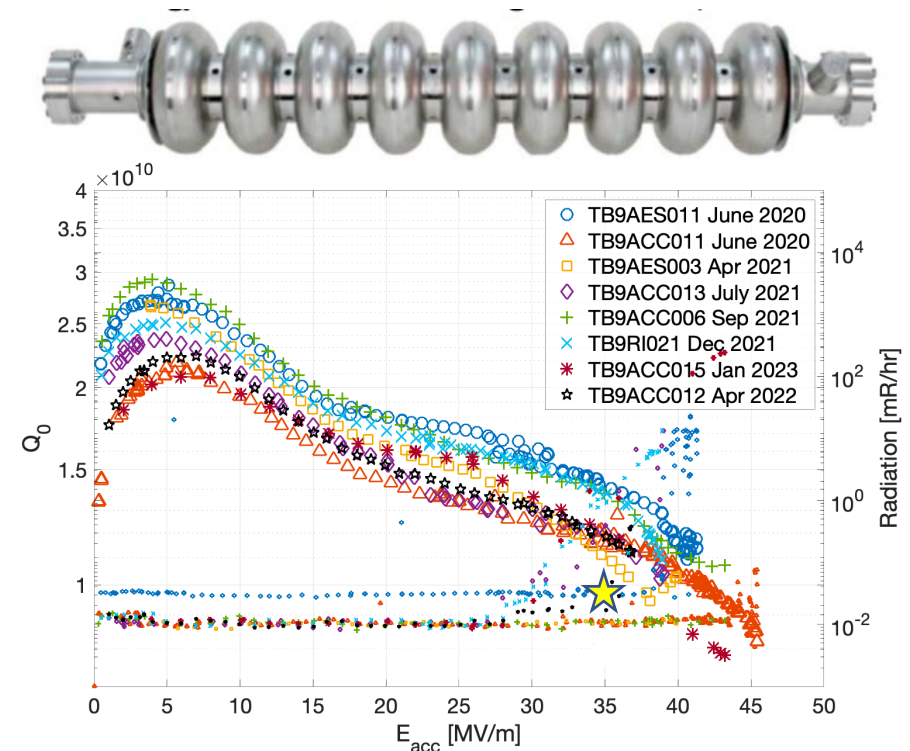 ×10^10
4
3.5
3
2.5
2
1.5
1
Q_0
TB9AES011 June 2020
TB9ACC011 June 2020
TB9AES003 Apr 2021
TB9ACC013 July 2021
TB9ACC006 Sep 2021
TB9RI021 Dec 2021
TB9ACC015 Jan 2023
TB9ACC012 Apr 2022
10^4
10^2
10^0
10^-2
Radiation [mR/hr]
0 5 10 15 20 25 30 35 40 45 50
E_acc [MV/m]